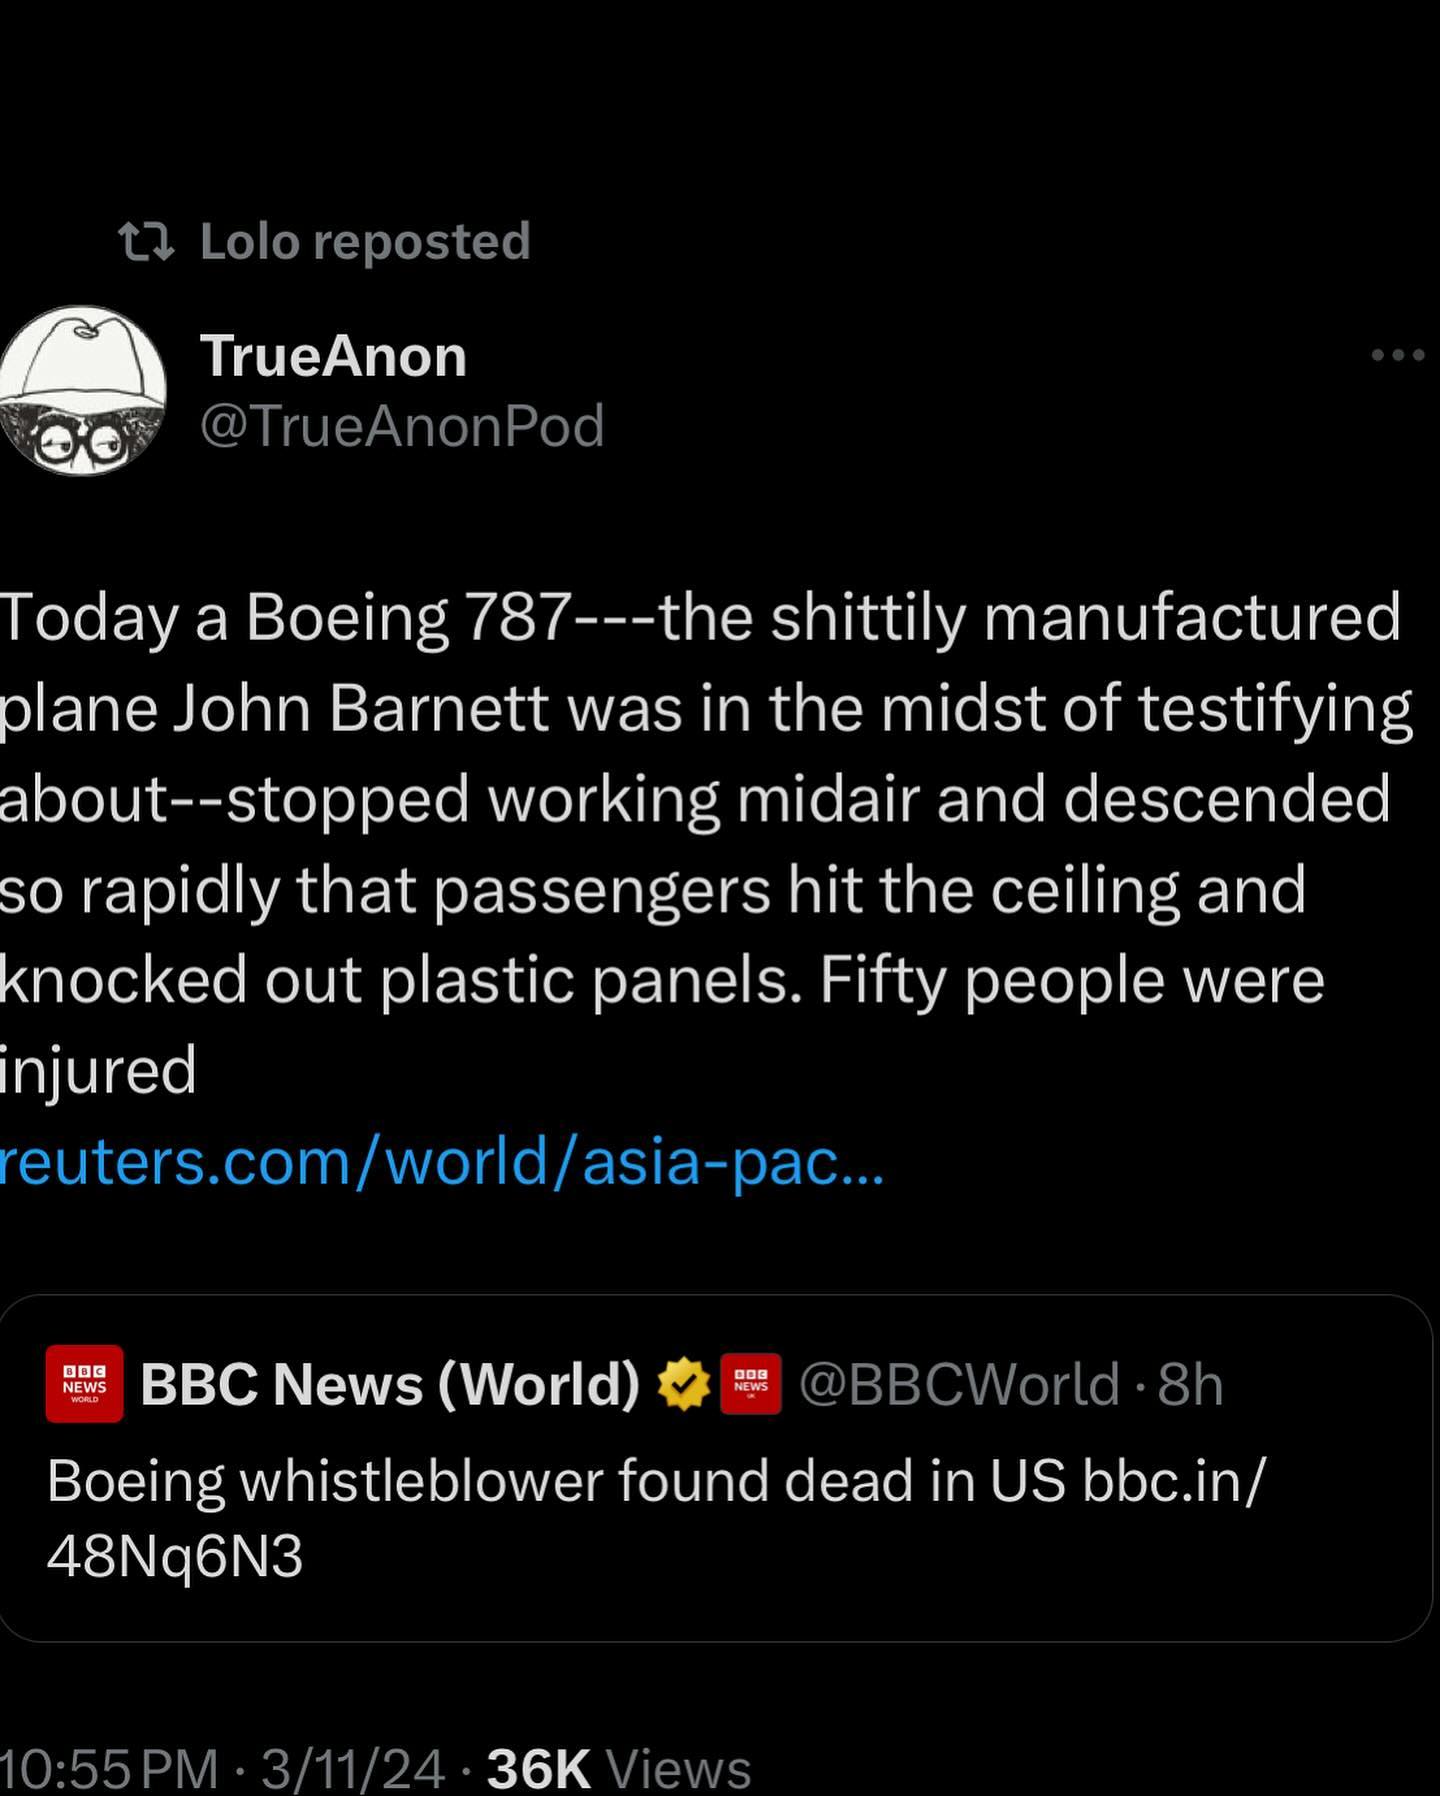 Lolo reposted
TrueAnon
@TrueAnonPod
Today a Boeing 787---the shittily manufactured
plane John Barnett was in the midst of testifying
about--stopped working midair and descended
so rapidly that passengers hit the ceiling and
knocked out plastic panels. Fifty people were
injured
reuters.com/world/asia-pac...
BBC NEWS WORLD BBC News (World) BBC NEWS UK @BBCWorld · 8h
Boeing whistleblower found dead in US bbc.in/
48Nq6N3
10:55 PM · 3/11/24 · 36K Views